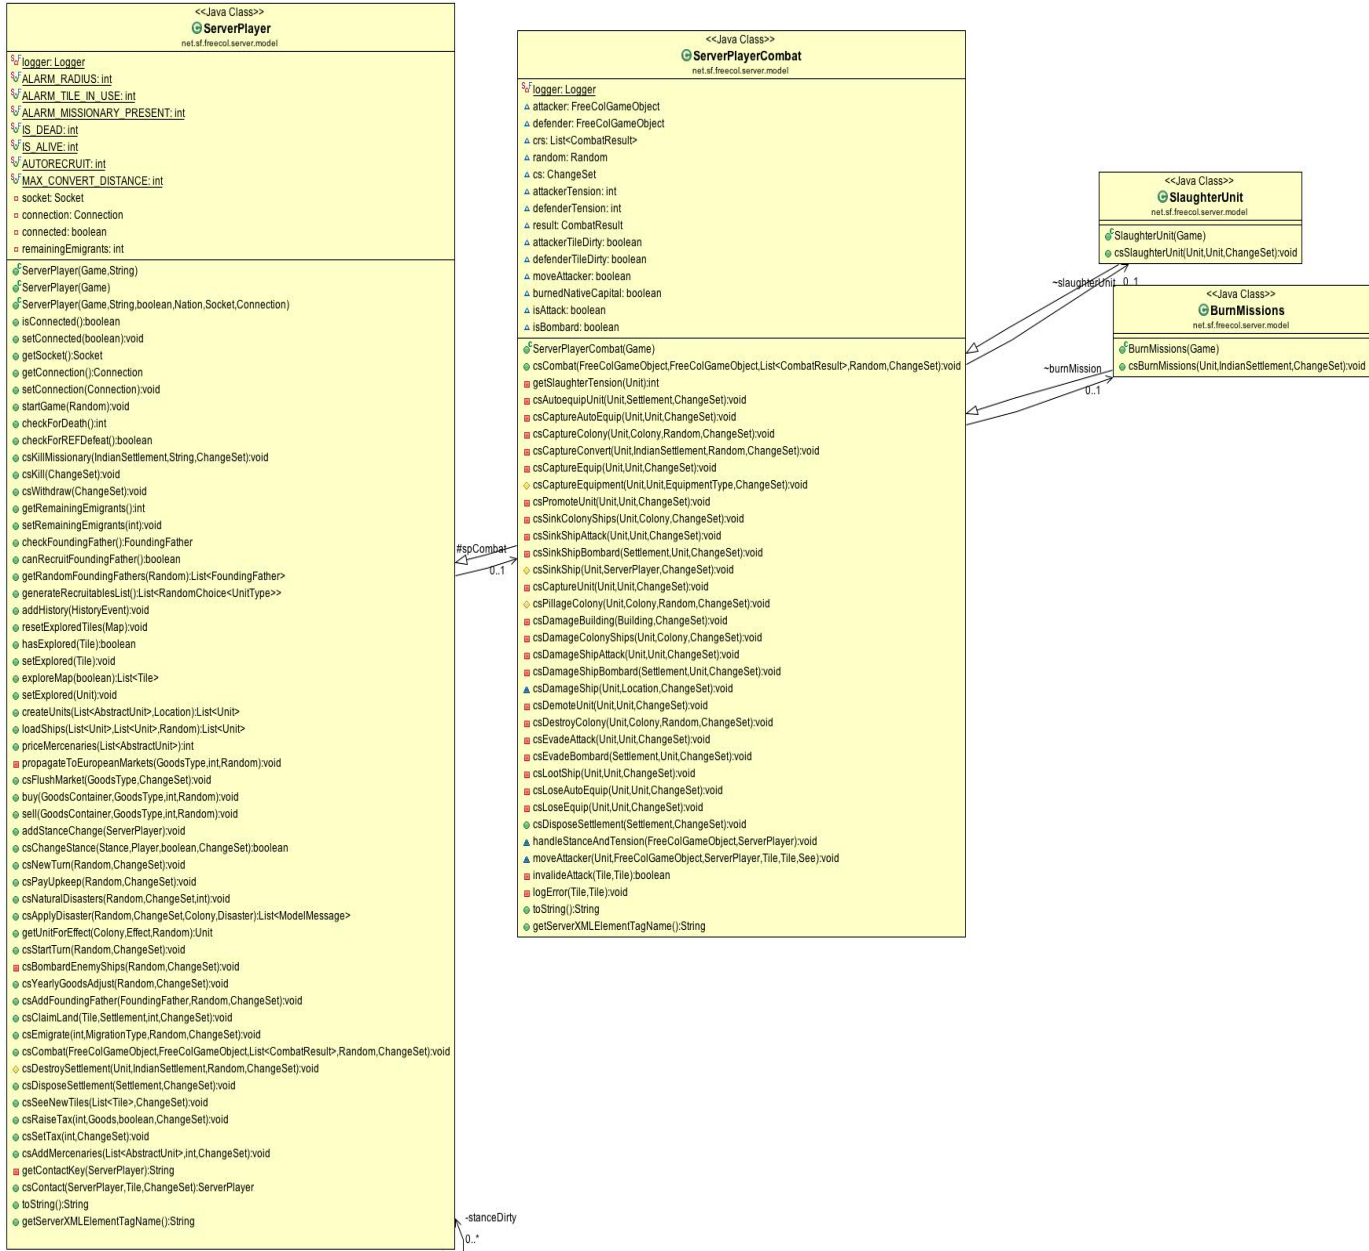 <<Java Class>>
ServerPlayer
net.sf.freecol.server.model
logger: Logger
ALARM_RADIUS: int
ALARM_TILE_IN_USE: int
ALARM_MISSIONARY_PRESENT: int
IS_DEAD: int
IS_ALIVE: int
AUTORECRUIT: int
MAX_CONVERT_DISTANCE: int
socket: Socket
connection: Connection
connected: boolean
remainingEmigrants: int
ServerPlayer(Game,String)
ServerPlayer(Game)
ServerPlayer(Game,String,boolean,Nation,Socket,Connection)
isConnected():boolean
setConnected(boolean):void
getSocket():Socket
getConnection():Connection
setConnection(Connection):void
startGame(Random):void
checkForDeath():int
checkForREFDefeat():boolean
csKillMissionary(IndianSettlement,String,ChangeSet):void
csKill(ChangeSet):void
csWithdraw(ChangeSet):void
getRemainingEmigrants():int
setRemainingEmigrants(int):void
checkFoundingFather():FoundingFather
canRecruitFoundingFather():boolean
getRandomFoundingFathers(Random):List<FoundingFather>
generateRecruitablesList():List<RandomChoice<UnitType>>
addHistory(HistoryEvent):void
resetExploredTiles(Map):void
hasExplored(Tile):boolean
setExplored(Tile):void
exploreMap(boolean):List<Tile>
setExplored(Unit):void
createUnits(List<AbstractUnit>,Location):List<Unit>
loadShips(List<Unit>,List<Unit>,Random):List<Unit>
priceMercenaries(List<AbstractUnit>):int
propagateToEuropeanMarkets(GoodsType,int,Random):void
csFlushMarket(GoodsType,ChangeSet):void
buy(GoodsContainer,GoodsType,int,Random):void
sell(GoodsContainer,GoodsType,int,Random):void
addStanceChange(ServerPlayer):void
csChangeStance(Stance,Player,boolean,ChangeSet):boolean
csNewTurn(Random,ChangeSet):void
csPayUpkeep(Random,ChangeSet):void
csNaturalDisasters(Random,ChangeSet,int):void
csApplyDisaster(Random,ChangeSet,Colony,Disaster):List<ModelMessage>
getUnitForEffect(Colony,Effect,Random):Unit
csStartTurn(Random,ChangeSet):void
csBombardEnemyShips(Random,ChangeSet):void
csYearlyGoodsAdjust(Random,ChangeSet):void
csAddFoundingFather(FoundingFather,Random,ChangeSet):void
csClaimLand(Tile,Settlement,int,ChangeSet):void
csEmigrate(int,MigrationType,Random,ChangeSet):void
csCombat(FreeColGameObject,FreeColGameObject,List<CombatResult>,Random,ChangeSet):void
csDestroySettlement(Unit,IndianSettlement,Random,ChangeSet):void
csDisposeSettlement(Settlement,ChangeSet):void
csSeeNewTiles(List<Tile>,ChangeSet):void
csRaiseTax(int,Goods,boolean,ChangeSet):void
csSetTax(int,ChangeSet):void
csAddMercenaries(List<AbstractUnit>,int,ChangeSet):void
getContactKey(ServerPlayer):String
csContact(ServerPlayer,Tile,ChangeSet):ServerPlayer
toString():String
getServerXMLElementTagName():String
-stanceDirty
0..*
#spCombat
0..1
<<Java Class>>
ServerPlayerCombat
net.sf.freecol.server.model
logger: Logger
attacker: FreeColGameObject
defender: FreeColGameObject
crs: List<CombatResult>
random: Random
cs: ChangeSet
attackerTension: int
defenderTension: int
result: CombatResult
attackerTileDirty: boolean
defenderTileDirty: boolean
moveAttacker: boolean
burnedNativeCapital: boolean
isAttack: boolean
isBombard: boolean
ServerPlayerCombat(Game)
csCombat(FreeColGameObject,FreeColGameObject,List<CombatResult>,Random,ChangeSet):void
getSlaughterTension(Unit):int
csAutoequipUnit(Unit,Settlement,ChangeSet):void
csCaptureAutoEquip(Unit,Unit,ChangeSet):void
csCaptureColony(Unit,Colony,Random,ChangeSet):void
csCaptureConvert(Unit,IndianSettlement,Random,ChangeSet):void
csCaptureEquip(Unit,Unit,ChangeSet):void
csCaptureEquipment(Unit,Unit,EquipmentType,ChangeSet):void
csPromoteUnit(Unit,Unit,ChangeSet):void
csSinkColonyShips(Unit,Colony,ChangeSet):void
csSinkShipAttack(Unit,Unit,ChangeSet):void
csSinkShipBombard(Settlement,Unit,ChangeSet):void
csSinkShip(Unit,ServerPlayer,ChangeSet):void
csCaptureUnit(Unit,Unit,ChangeSet):void
csPillageColony(Unit,Colony,Random,ChangeSet):void
csDamageBuilding(Building,ChangeSet):void
csDamageColonyShips(Unit,Colony,ChangeSet):void
csDamageShipAttack(Unit,Unit,ChangeSet):void
csDamageShipBombard(Settlement,Unit,ChangeSet):void
csDamageShip(Unit,Location,ChangeSet):void
csDemoteUnit(Unit,Unit,ChangeSet):void
csDestroyColony(Unit,Colony,Random,ChangeSet):void
csEvadeAttack(Unit,Unit,ChangeSet):void
csEvadeBombard(Settlement,Unit,ChangeSet):void
csLootShip(Unit,Unit,ChangeSet):void
csLoseAutoEquip(Unit,Unit,ChangeSet):void
csLoseEquip(Unit,Unit,ChangeSet):void
csDisposeSettlement(Settlement,ChangeSet):void
handleStanceAndTension(FreeColGameObject,ServerPlayer):void
moveAttacker(Unit,FreeColGameObject,ServerPlayer,Tile,Tile,See):void
invalideAttack(Tile,Tile):boolean
logError(Tile,Tile):void
toString():String
getServerXMLElementTagName():String
<<Java Class>>
SlaughterUnit
net.sf.freecol.server.model
SlaughterUnit(Game)
csSlaughterUnit(Unit,Unit,ChangeSet):void
~slaughterUnit
0..1
<<Java Class>>
BurnMissions
net.sf.freecol.server.model
BurnMissions(Game)
csBurnMissions(Unit,IndianSettlement,ChangeSet):void
~burnMission
0..1